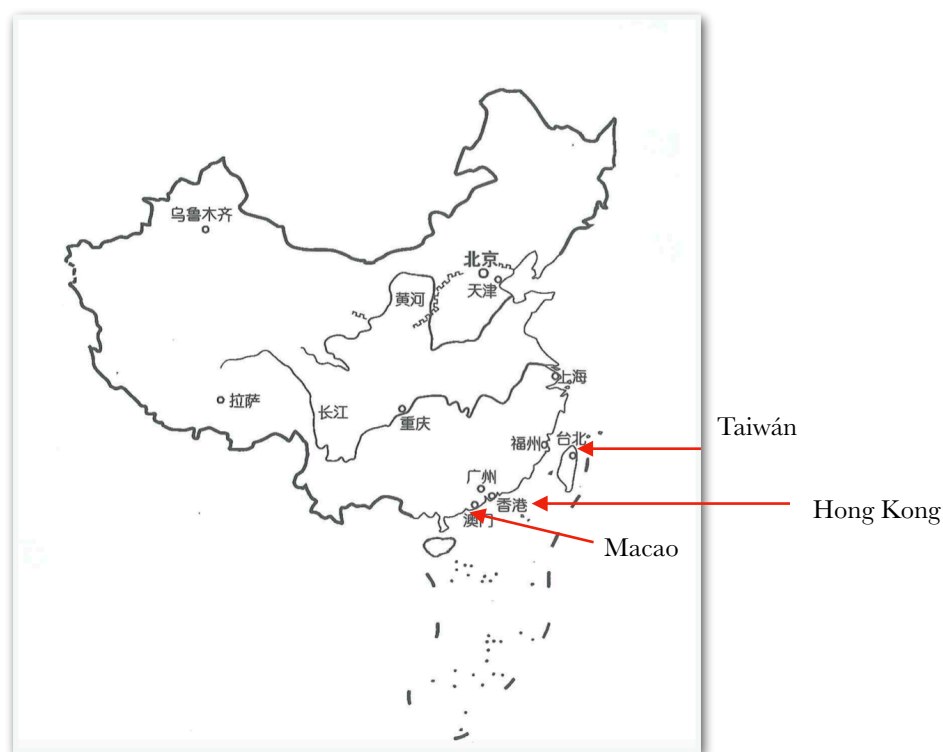 乌鲁木齐
北京
天津
黄河
上海
拉萨
长江
重庆
福州
台北
Taiwán
广州
香港
Hong Kong
澳门
Macao